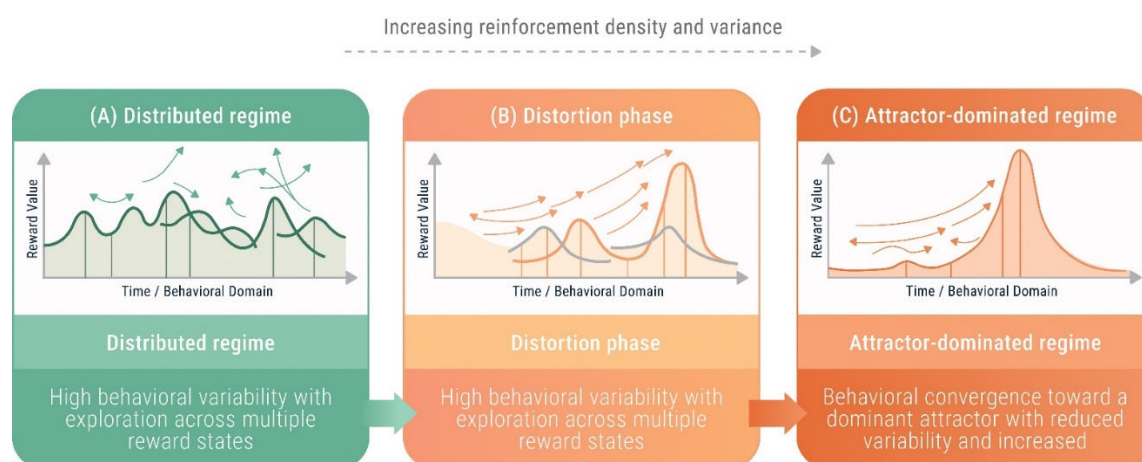 Increasing reinforcement density and variance
(A) Distributed regime
Reward Value
Time / Behavioral Domain
Distributed regime
High behavioral variability with
exploration across multiple
reward states
(B) Distortion phase
Reward Value
Time / Behavioral Domain
Distortion phase
High behavioral variability with
exploration across multiple
reward states
(C) Attractor-dominated regime
Reward Value
Time / Behavioral Domain
Attractor-dominated regime
Behavioral convergence toward a
dominant attractor with reduced
variability and increased